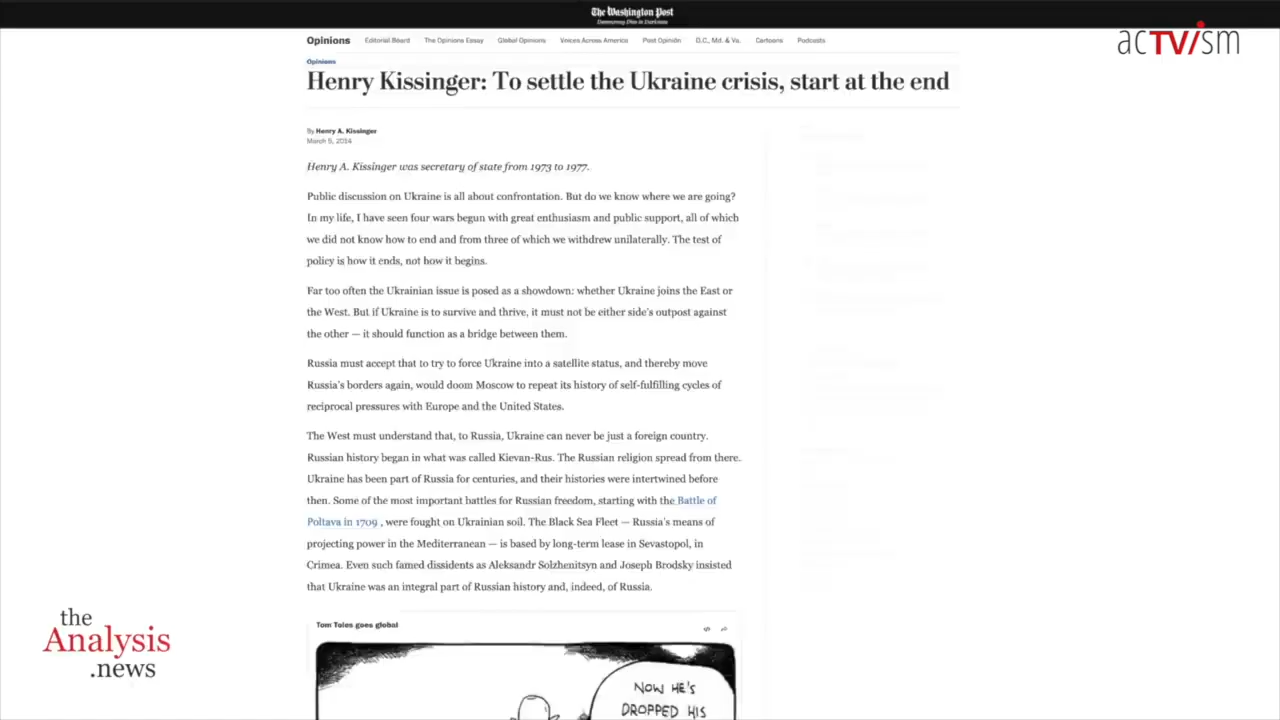 The Washington Post
Democracy Dies in Darkness
acTVism
Opinions Editorial Board The Opinions Essay Global Opinions Voices Across America Post Opinión D.C., Md. & Va. Cartoons Podcasts
Opinions
Henry Kissinger: To settle the Ukraine crisis, start at the end
By Henry A. Kissinger
March 5, 2014
Henry A. Kissinger was secretary of state from 1973 to 1977.
Public discussion on Ukraine is all about confrontation. But do we know where we are going?
In my life, I have seen four wars begun with great enthusiasm and public support, all of which
we did not know how to end and from three of which we withdrew unilaterally. The test of
policy is how it ends, not how it begins.
Far too often the Ukrainian issue is posed as a showdown: whether Ukraine joins the East or
the West. But if Ukraine is to survive and thrive, it must not be either side's outpost against
the other — it should function as a bridge between them.
Russia must accept that to try to force Ukraine into a satellite status, and thereby move
Russia's borders again, would doom Moscow to repeat its history of self-fulfilling cycles of
reciprocal pressures with Europe and the United States.
The West must understand that, to Russia, Ukraine can never be just a foreign country.
Russian history began in what was called Kievan-Rus. The Russian religion spread from there.
Ukraine has been part of Russia for centuries, and their histories were intertwined before
then. Some of the most important battles for Russian freedom, starting with the Battle of
Poltava in 1709 , were fought on Ukrainian soil. The Black Sea Fleet — Russia's means of
projecting power in the Mediterranean — is based by long-term lease in Sevastopol, in
Crimea. Even such famed dissidents as Aleksandr Solzhenitsyn and Joseph Brodsky insisted
that Ukraine was an integral part of Russian history and, indeed, of Russia.
Tom Toles goes global
NOW HE'S
DROPPED HIS
the
Analysis
.news